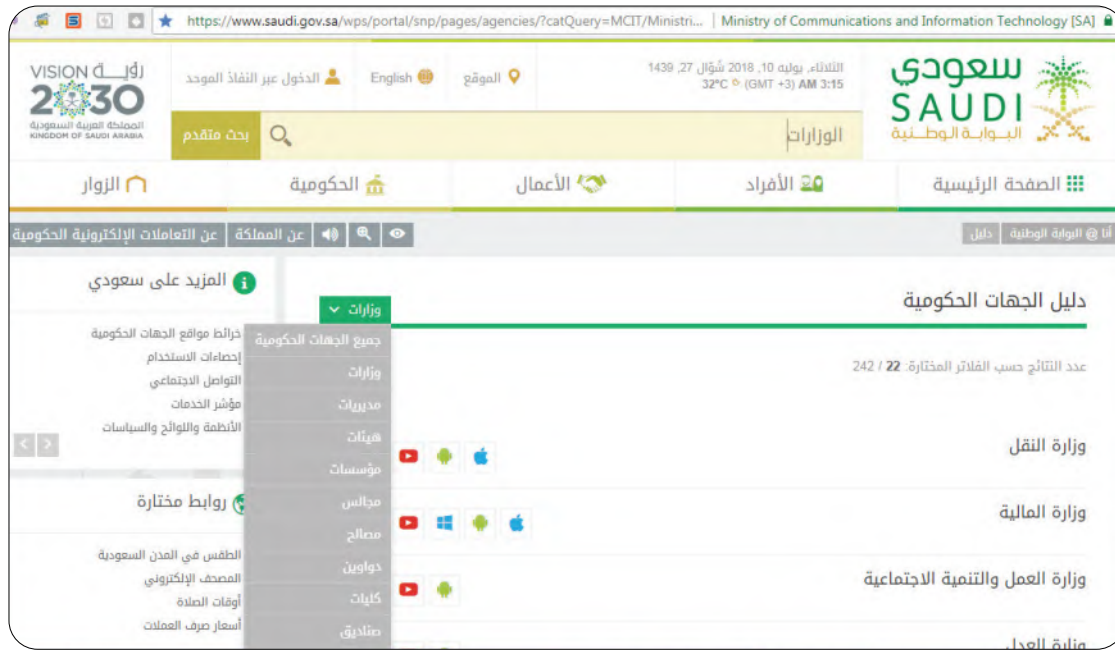 https://www.saudi.gov.sa/wps/portal/snp/pages/agencies/?catQuery=MCIT/Ministri... | Ministry of Communications and Information Technology [SA]
سعودي
SAUDI
البوابة الوطنية
الثلاثاء, يوليه 10, 2018 شوّال 27, 1439
32°C (GMT +3) AM 3:15
الموقع
English
الدخول عبر النفاذ الموحد
VISION رؤيــة
2030
المملكة العربية السعودية
KINGDOM OF SAUDI ARABIA
الوزارات
بحث متقدم
الصفحة الرئيسية
الأفراد
الأعمال
الحكومية
الزوار
أنا @ البوابة الوطنية
دليل
عن المملكة
عن التعاملات الإلكترونية الحكومية
دليل الجهات الحكومية
وزارات
عدد النتائج حسب الفلاتر المختارة: 22 / 242
وزارة النقل
وزارة المالية
وزارة العمل والتنمية الاجتماعية
وزارة العدل
جميع الجهات الحكومية
وزارات
مديريات
هيئات
مؤسسات
مجالس
مصالح
دواوين
كليات
صناديق
المزيد على سعودي
خرائط مواقع الجهات الحكومية
إحصاءات الاستخدام
التواصل الاجتماعي
مؤشر الخدمات
الأنظمة واللوائح والسياسات
روابط مختارة
الطقس في المدن السعودية
المصحف الإلكتروني
أوقات الصلاة
أسعار صرف العملات